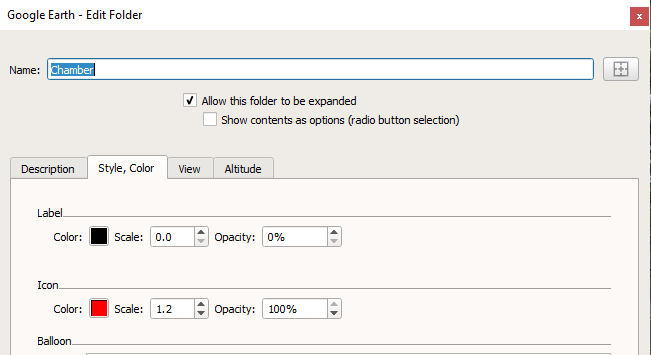 Google Earth - Edit Folder
x
Name: Chamber
Allow this folder to be expanded
Show contents as options (radio button selection)
Description Style, Color View Altitude
Label
Color: Scale: 0.0 Opacity: 0%
Icon
Color: Scale: 1.2 Opacity: 100%
Balloon